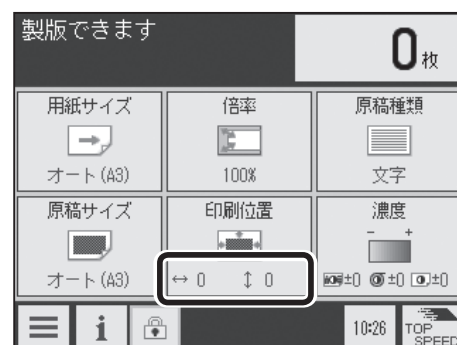 製版できます
0枚
用紙サイズ 倍率 原稿種類
オート(A3) 100% 文字
原稿サイズ 印刷位置 濃度
- +
オート(A3) ↔ 0 ↕ 0 ±0 ±0 ±0
i 10:26 TOP
SPEED